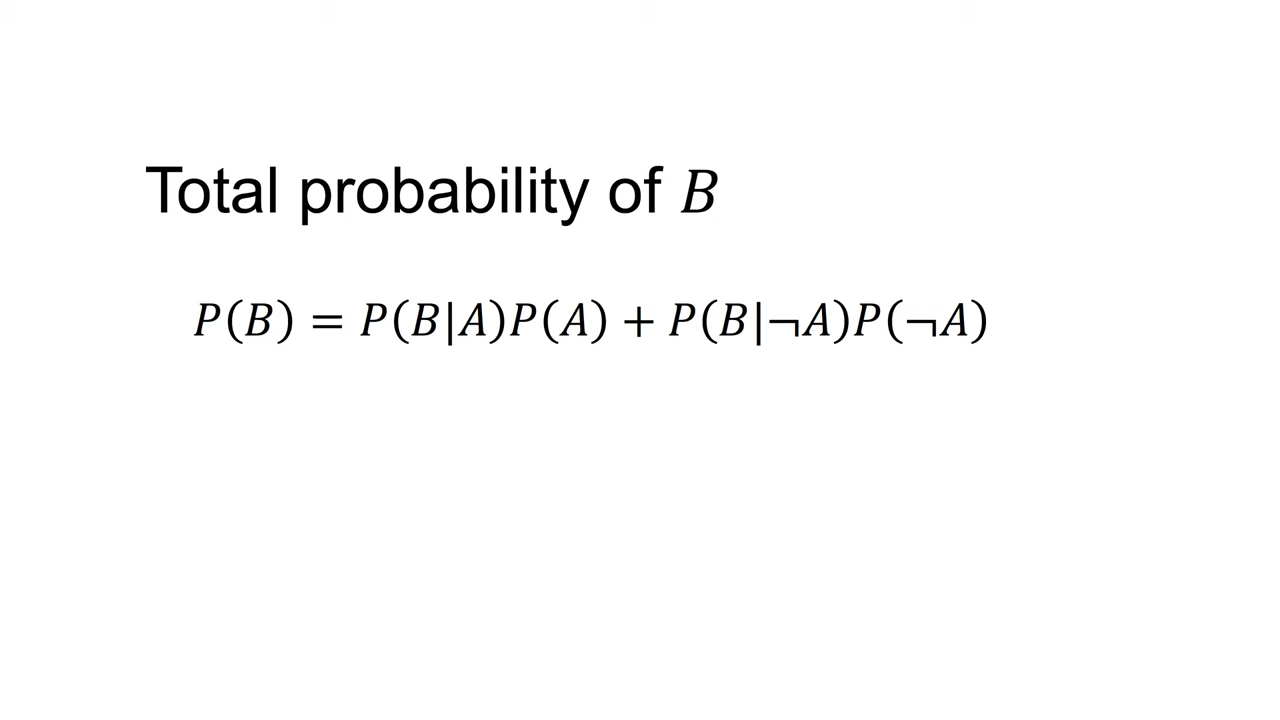 Total probability of B
P(B) = P(B|A)P(A) + P(B|¬A)P(¬A)